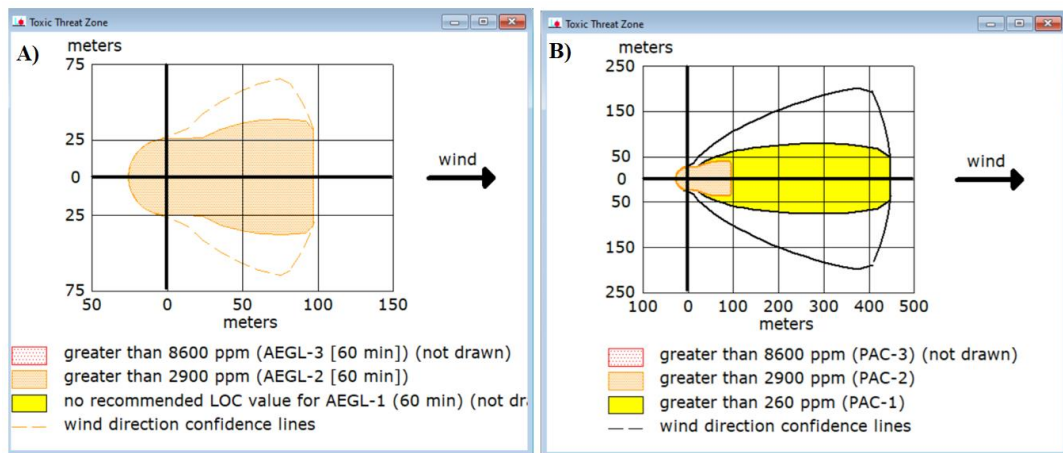 Toxic Threat Zone
A)
meters
75
25
0
25
75
50
0
50
100
150
meters
wind
greater than 8600 ppm (AEGL-3 [60 min]) (not drawn)
greater than 2900 ppm (AEGL-2 [60 min])
no recommended LOC value for AEGL-1 (60 min) (not dra
wind direction confidence lines
Toxic Threat Zone
B)
meters
250
150
50
0
50
150
250
100
0
100
200
300
400
500
meters
wind
greater than 8600 ppm (PAC-3) (not drawn)
greater than 2900 ppm (PAC-2)
greater than 260 ppm (PAC-1)
wind direction confidence lines